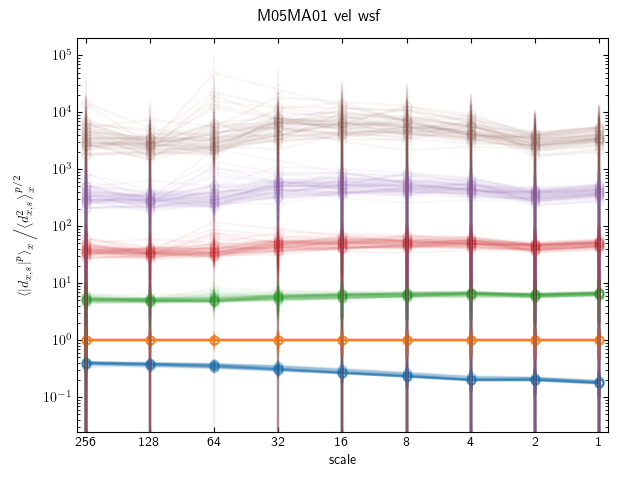 M05MA01 vel wsf
⟨|d_{x,s}|^p⟩_x / ⟨d_{x,s}^2⟩_x^{p/2}
10^5
10^4
10^3
10^2
10^1
10^0
10^{-1}
256 128 64 32 16 8 4 2 1
scale